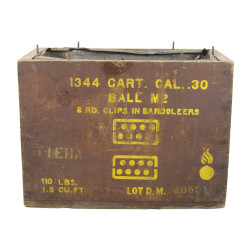 1344 CART. CAL..30
BALL M2
8 RD. CLIPS IN BANDOLEERS
110 LBS.
1.5 CU.FT
LOT D.M.